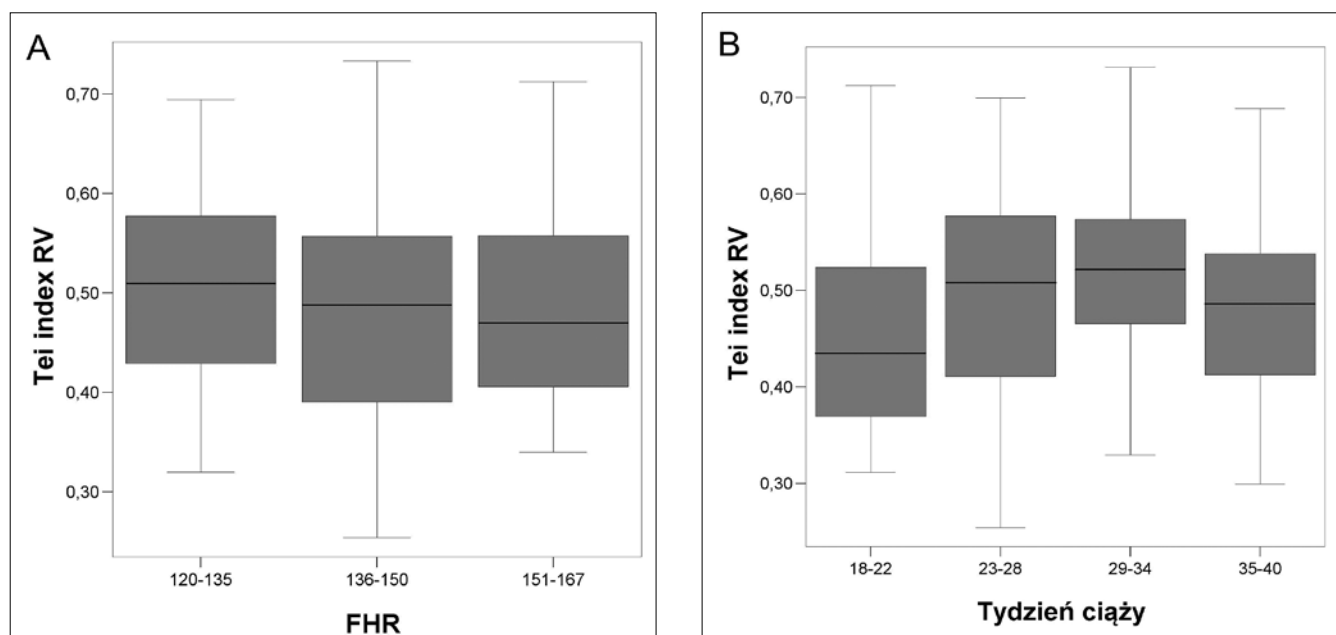 A
Tei index RV
0,70
0,60
0,50
0,40
0,30
120-135
136-150
151-167
FHR
B
Tei index RV
0,70
0,60
0,50
0,40
0,30
18-22
23-28
29-34
35-40
Tydzień ciąży